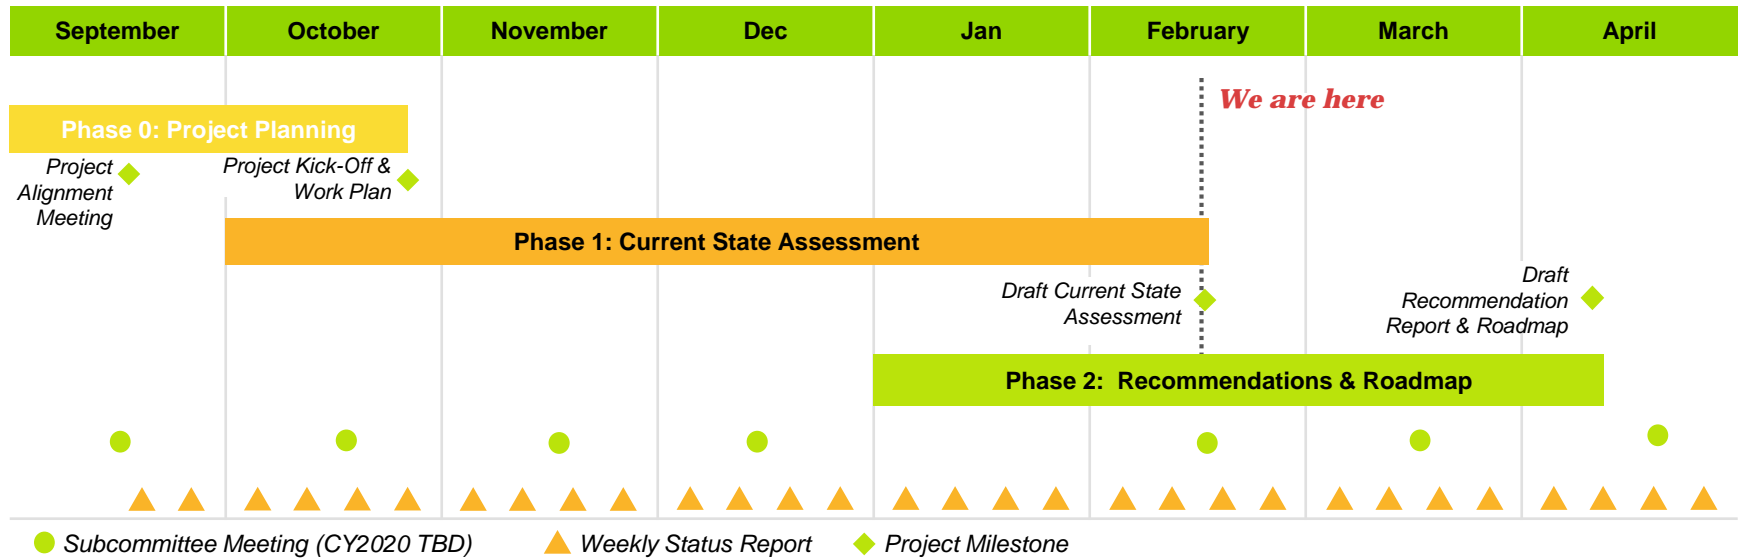 September
October
November
Dec
Jan
February
March
April
We are here
Phase 0: Project Planning
Project
Alignment
Meeting
Project Kick-Off &
Work Plan
Phase 1: Current State Assessment
Draft Current State
Assessment
Draft
Recommendation
Report & Roadmap
Phase 2:  Recommendations & Roadmap
Subcommittee Meeting (CY2020 TBD)
Weekly Status Report
Project Milestone